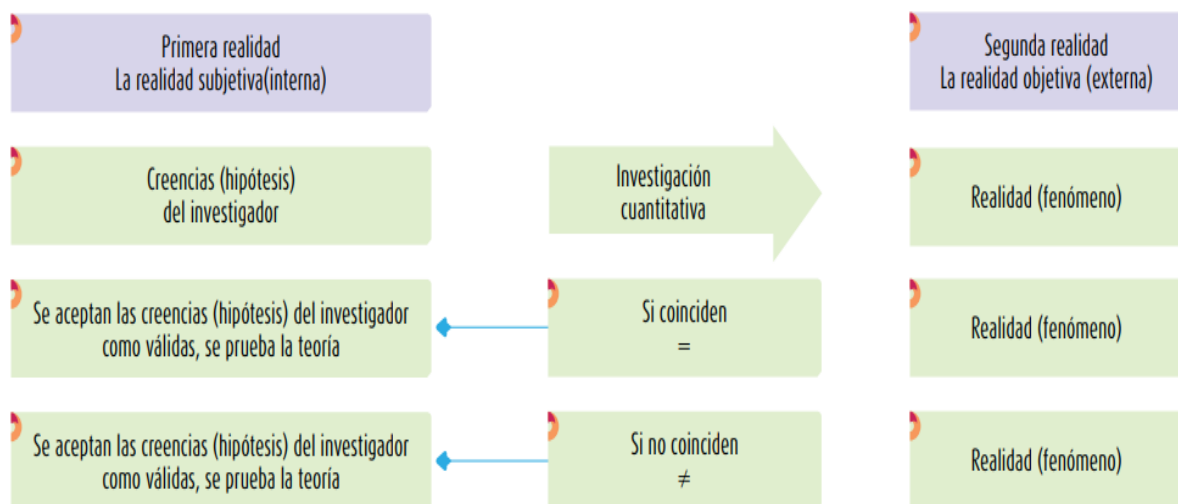 Primera realidad
La realidad subjetiva(interna)
Segunda realidad
La realidad objetiva (externa)
Creencias (hipótesis)
del investigador
Investigación
cuantitativa
Realidad (fenómeno)
Se aceptan las creencias (hipótesis) del investigador
como válidas, se prueba la teoría
Si coinciden
=
Realidad (fenómeno)
Se aceptan las creencias (hipótesis) del investigador
como válidas, se prueba la teoría
Si no coinciden
≠
Realidad (fenómeno)